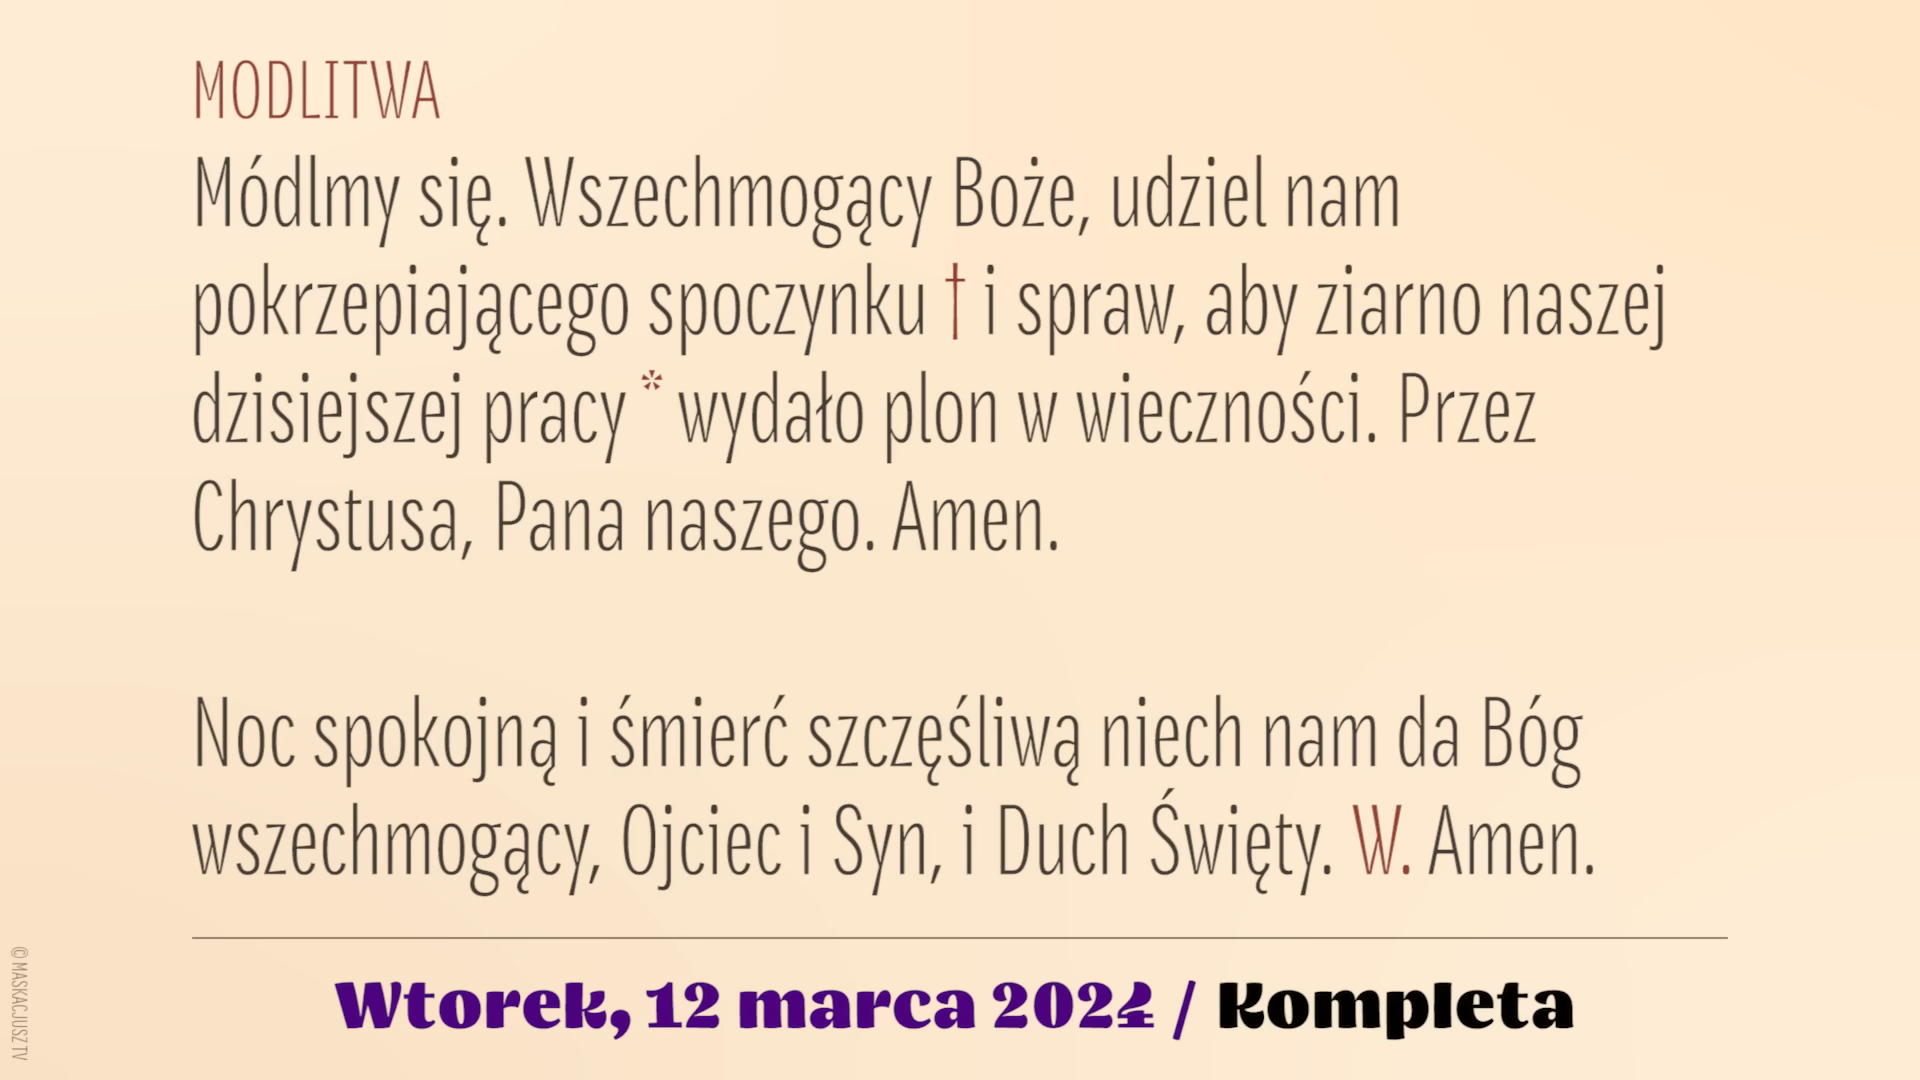 MODLITWA
Módlmy się. Wszechmogący Boże, udziel nam
pokrzepiającego spoczynku † i spraw, aby ziarno naszej
dzisiejszej pracy * wydało plon w wieczności. Przez
Chrystusa, Pana naszego. Amen.
Noc spokojną i śmierć szczęśliwą niech nam da Bóg
wszechmogący, Ojciec i Syn, i Duch Święty. W. Amen.
Wtorek, 12 marca 2024 / Kompleta
© MASKACJUSZ TV